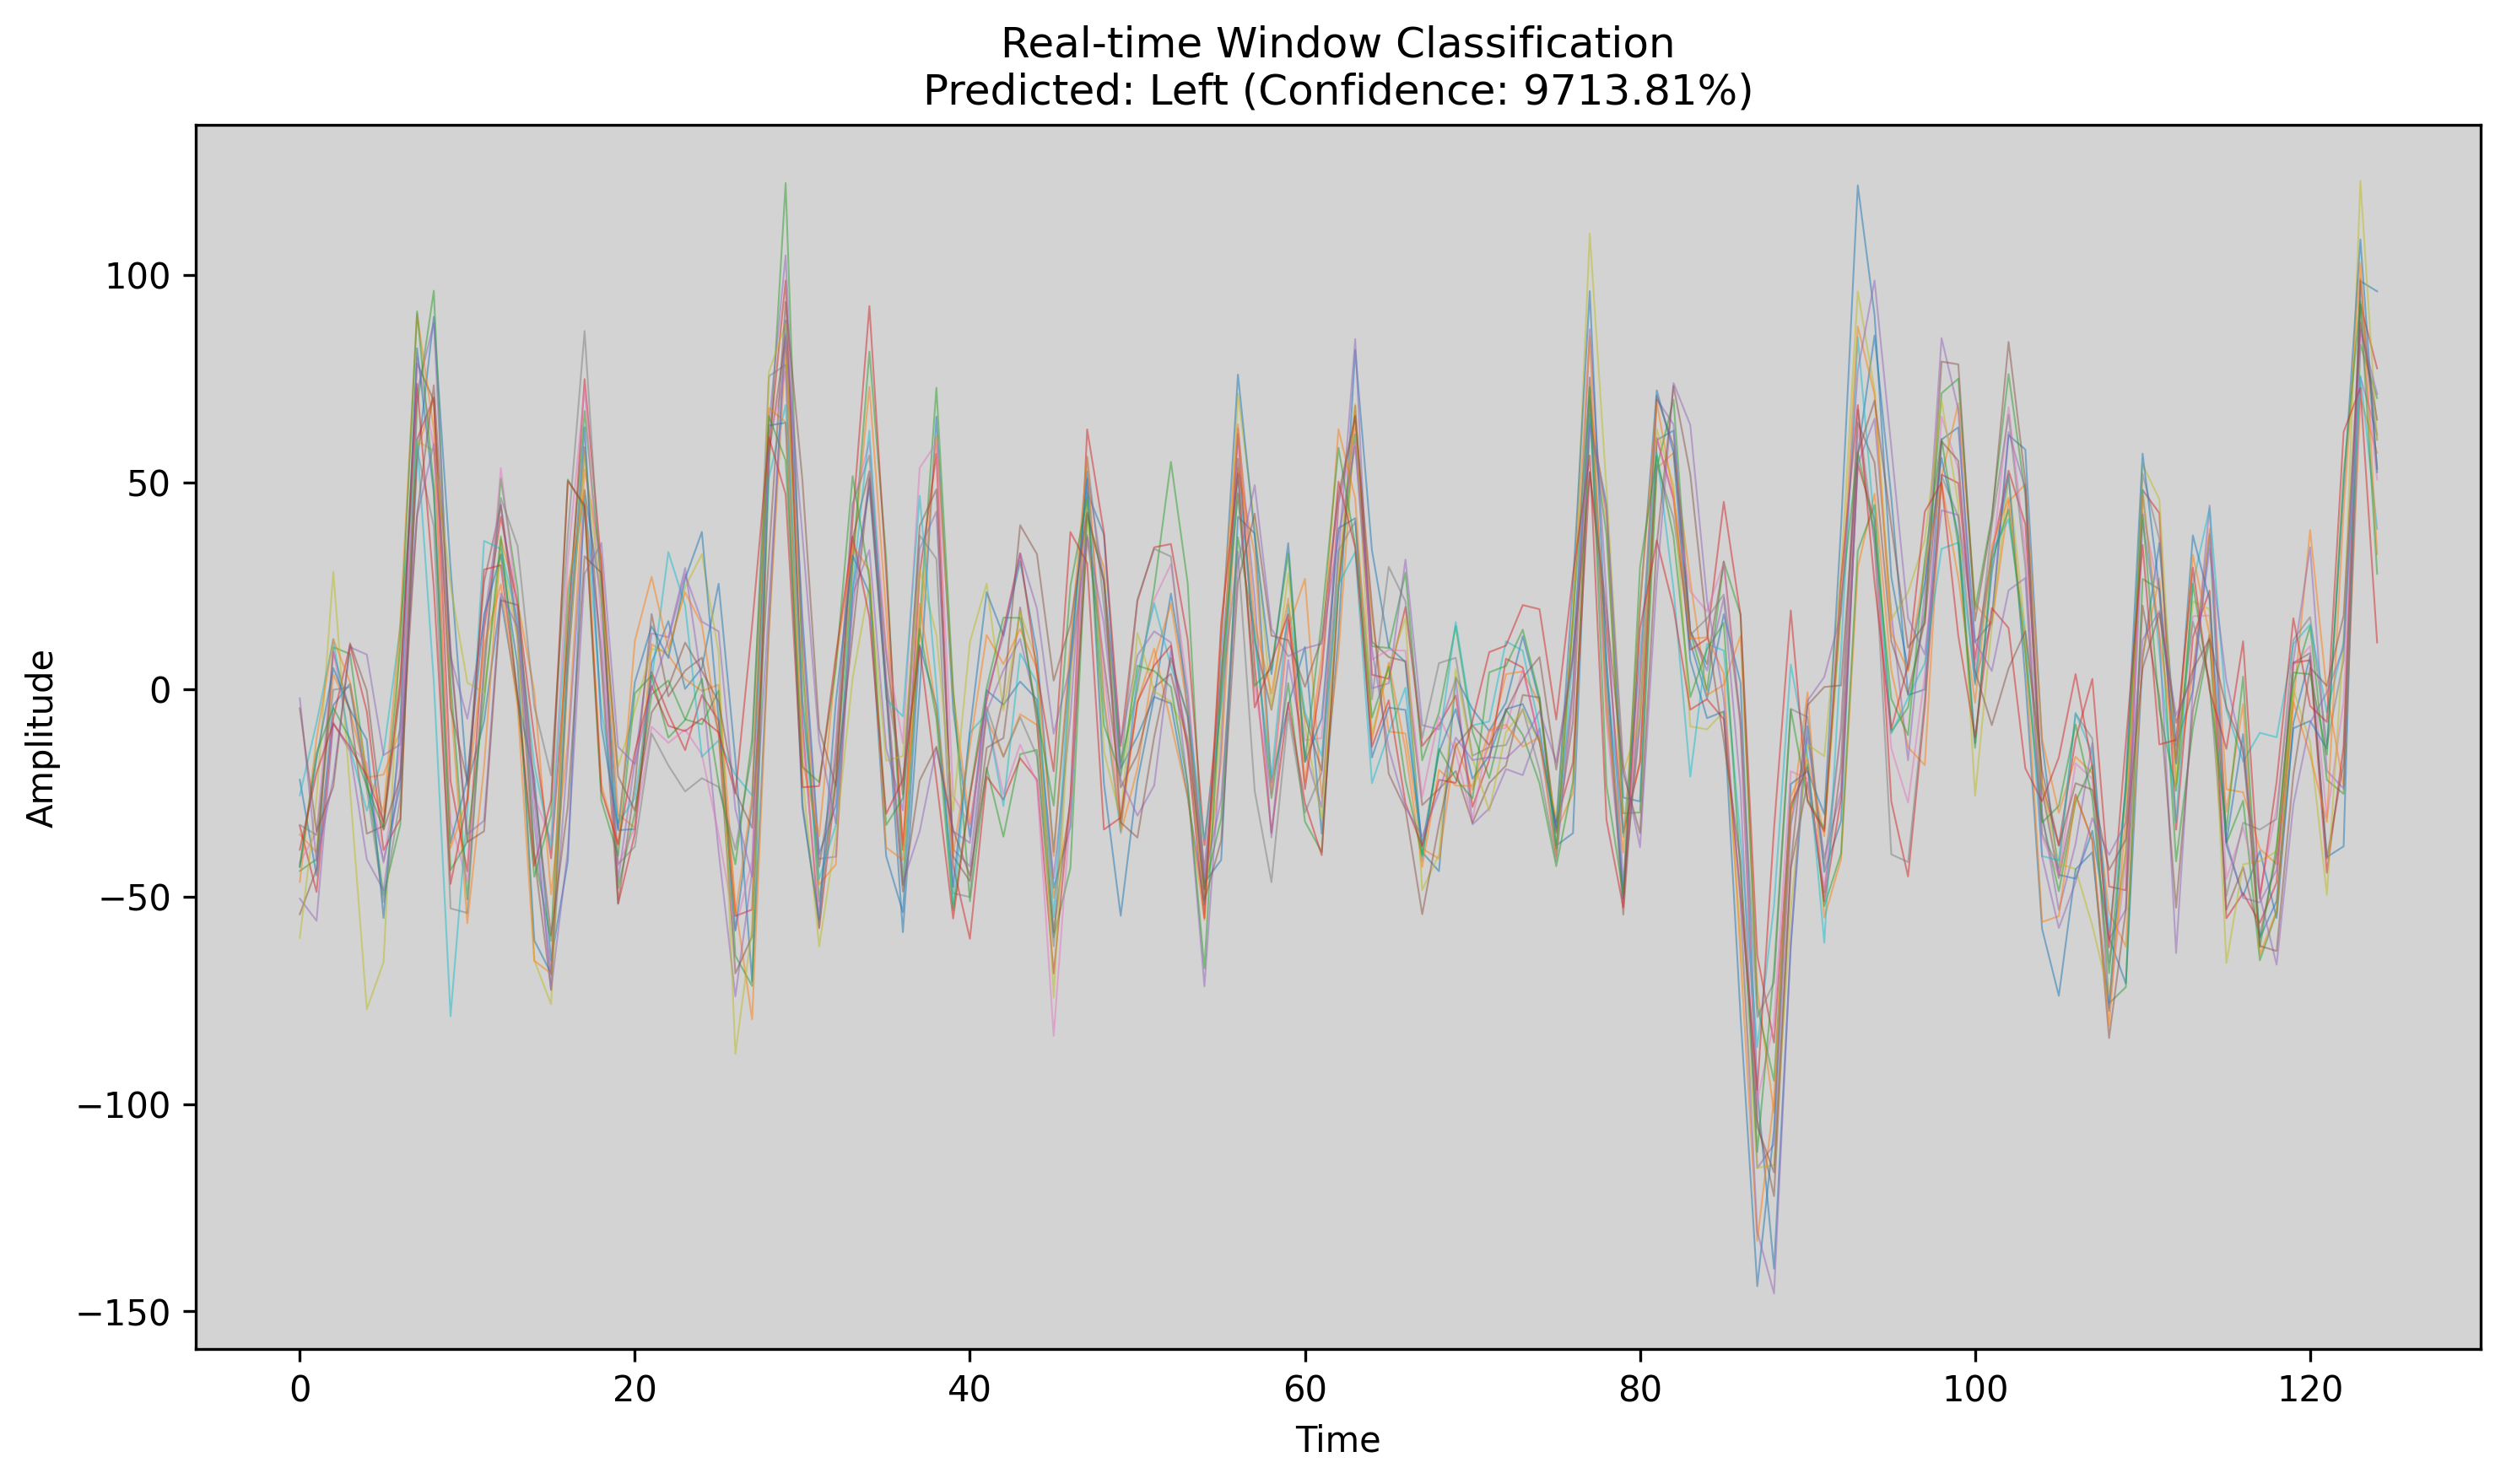 Real-time Window Classification
Predicted: Left (Confidence: 9713.81%)
Amplitude
100
50
0
−50
−100
−150
0 20 40 60 80 100 120
Time